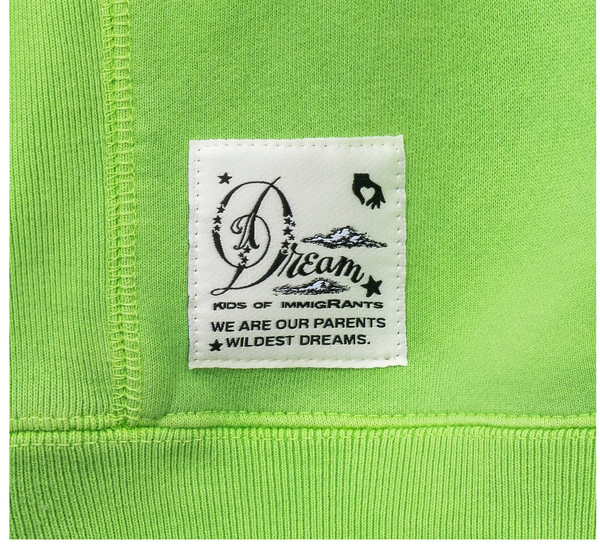 A Dream
KIDS OF IMMIGRANTS
WE ARE OUR PARENTS
WILDEST DREAMS.